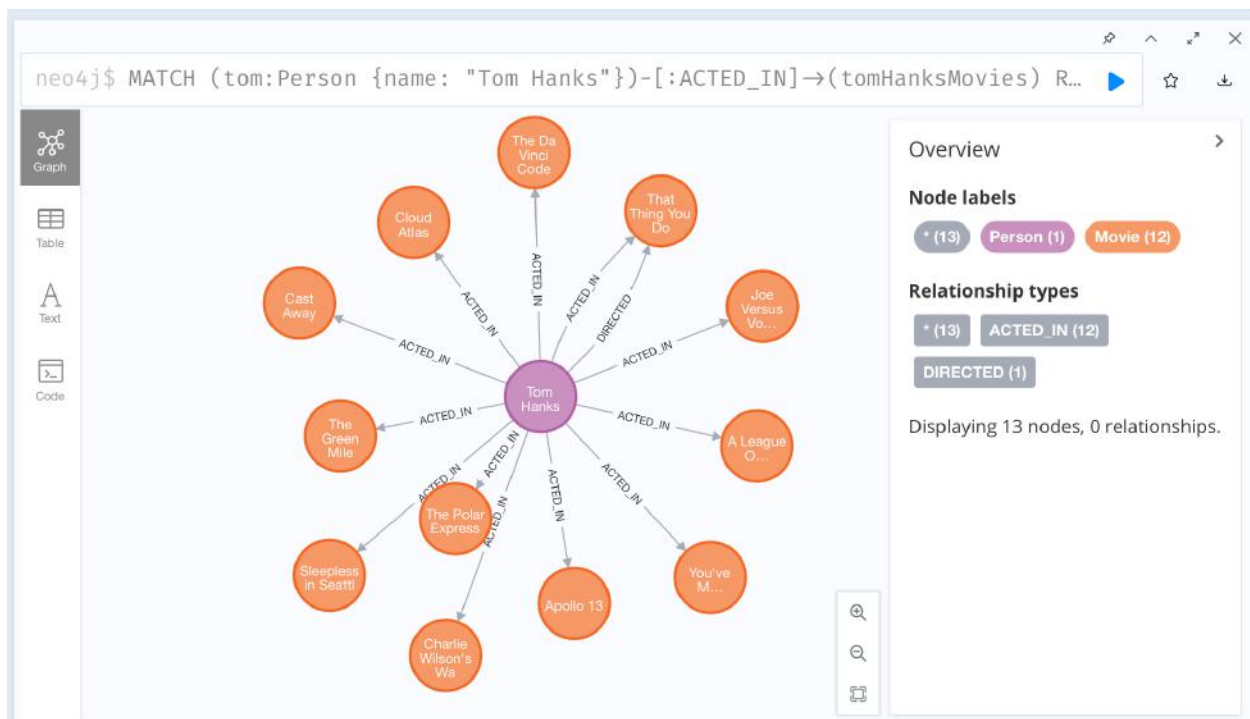 neo4j$ MATCH (tom:Person {name: "Tom Hanks"})-[:ACTED_IN]→(tomHanksMovies) R…
Graph
Table
Text
Code
The Da
Vinci
Code
That
Thing You
Do
Cloud
Atlas
Joe
Versus
Vo...
Cast
Away
ACTED_IN
ACTED_IN
ACTED_IN
DIRECTED
ACTED_IN
ACTED_IN
Tom
Hanks
The
Green
Mile
ACTED_IN
ACTED_IN
A League
O...
ACTED_IN
ACTED_IN
ACTED_IN
ACTED_IN
ACTED_IN
The Polar
Express
Sleepless
in Seattl
You've
M...
Apollo 13
Charlie
Wilson's
Wa
Overview
Node labels
* (13) Person (1) Movie (12)
Relationship types
* (13) ACTED_IN (12)
DIRECTED (1)
Displaying 13 nodes, 0 relationships.